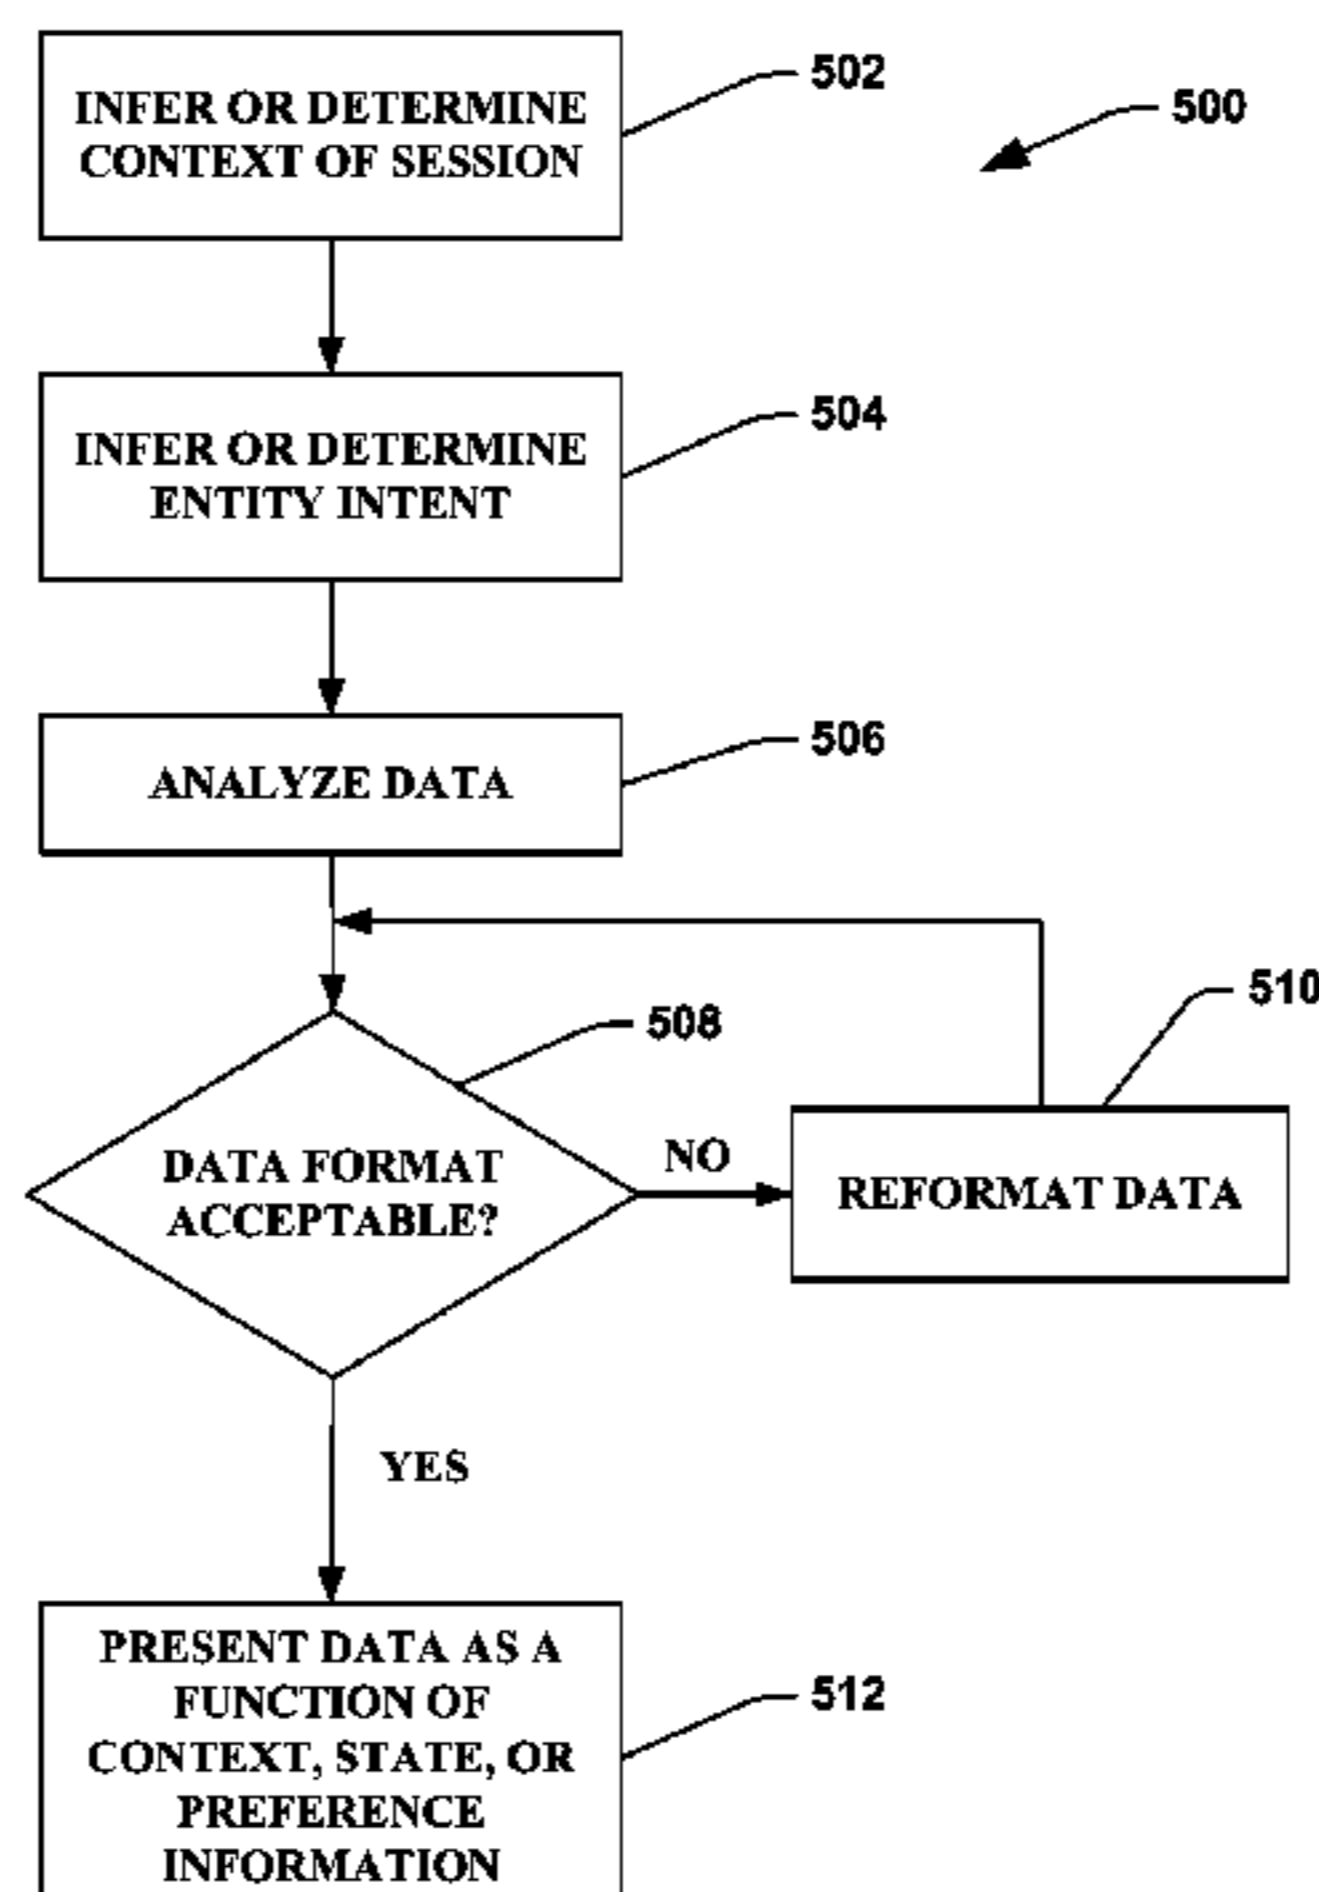 502
500
INFER OR DETERMINE
CONTEXT OF SESSION
504
INFER OR DETERMINE
ENTITY INTENT
506
ANALYZE DATA
508
510
DATA FORMAT
ACCEPTABLE?
NO
REFORMAT DATA
YES
512
PRESENT DATA AS A
FUNCTION OF
CONTEXT, STATE, OR
PREFERENCE
INFORMATION